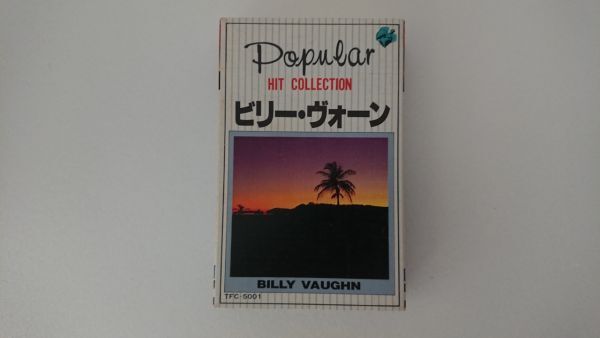 Popular
HIT COLLECTION
ビリー・ヴォーン
BILLY VAUGHN
TFC-5001